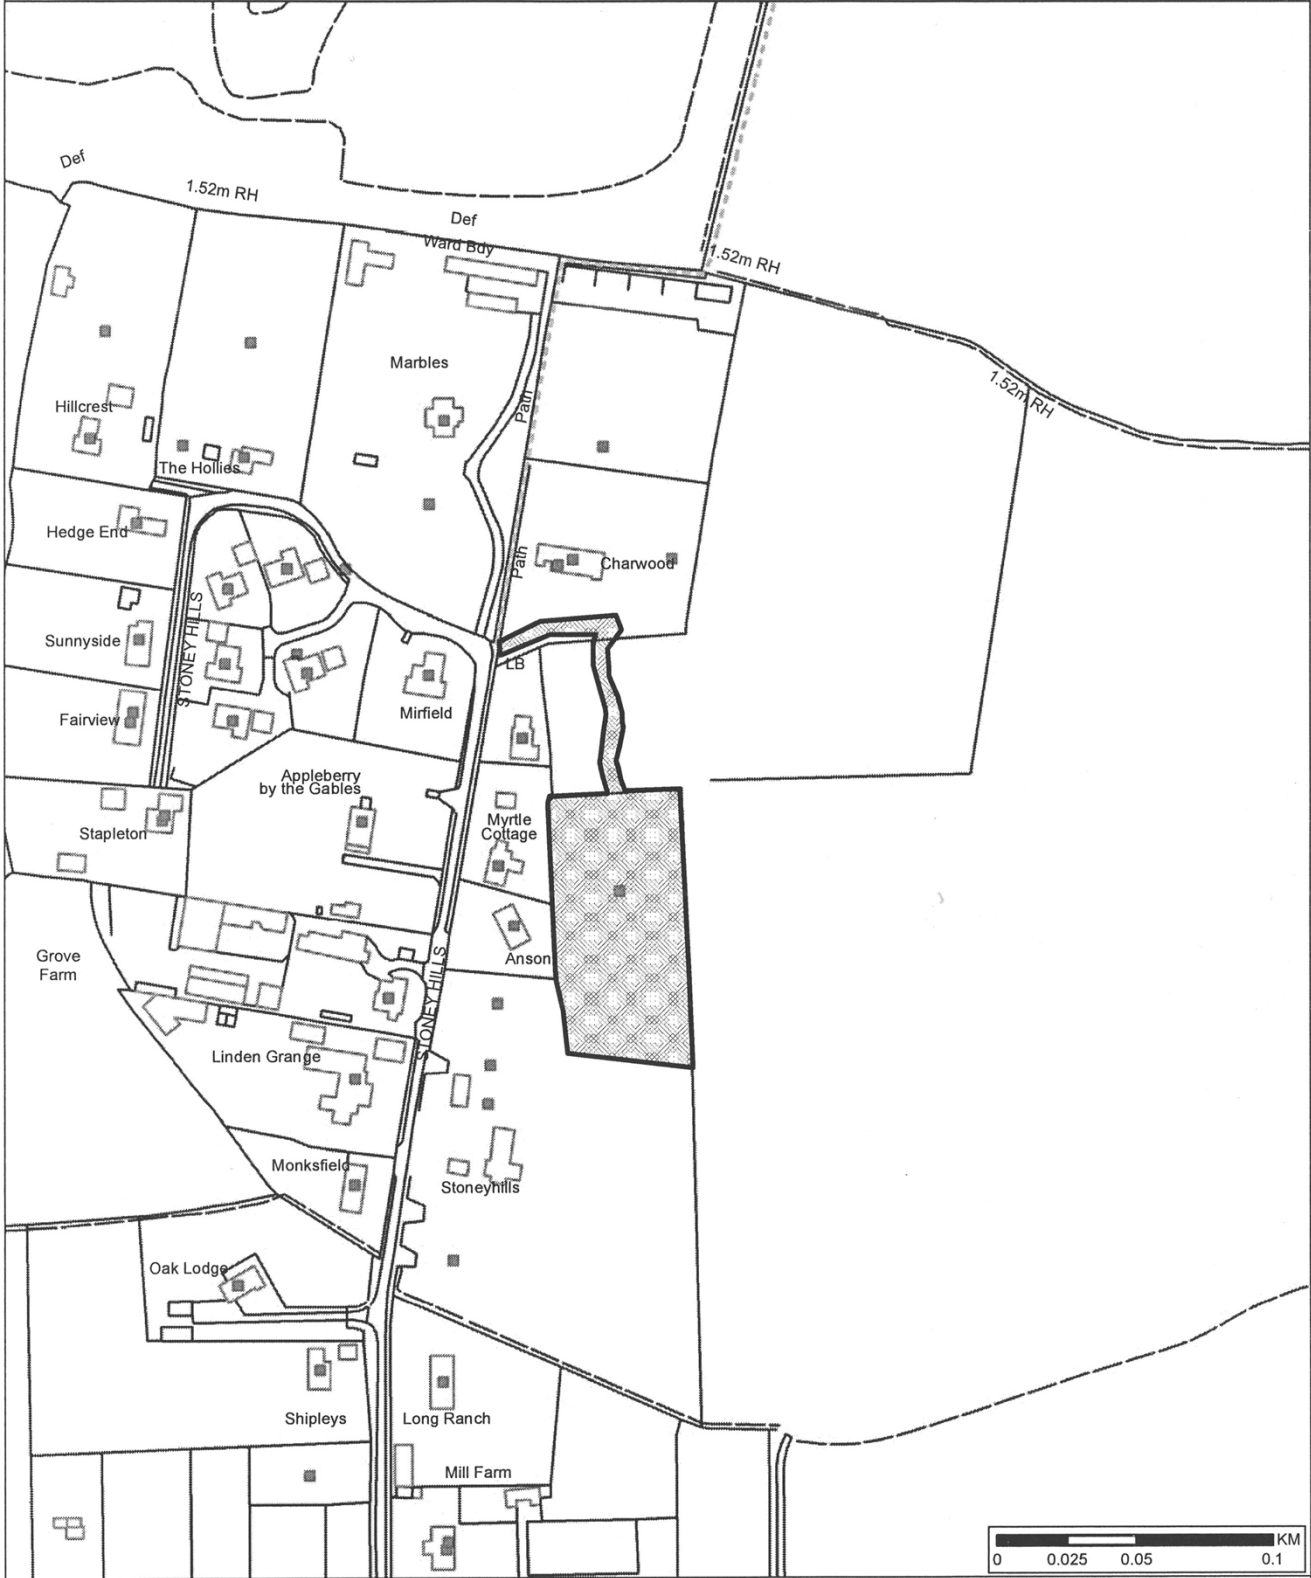 Def
1.52m RH
Def
Ward Bdy
1.52m RH
1.52m RH
Marbles
Path
Hillcrest
The Hollies
Hedge End
Path
Charwood
STONEY HILLS
Sunnyside
LB
Fairview
Mirfield
Appleberry
by the Gables
Stapleton
Myrtle
Cottage
Grove
Farm
Anson
STONEY HILLS
Linden Grange
Monksfield
Stoneyhills
Oak Lodge
Shipleys
Long Ranch
Mill Farm
KM
0 0.025 0.05 0.1